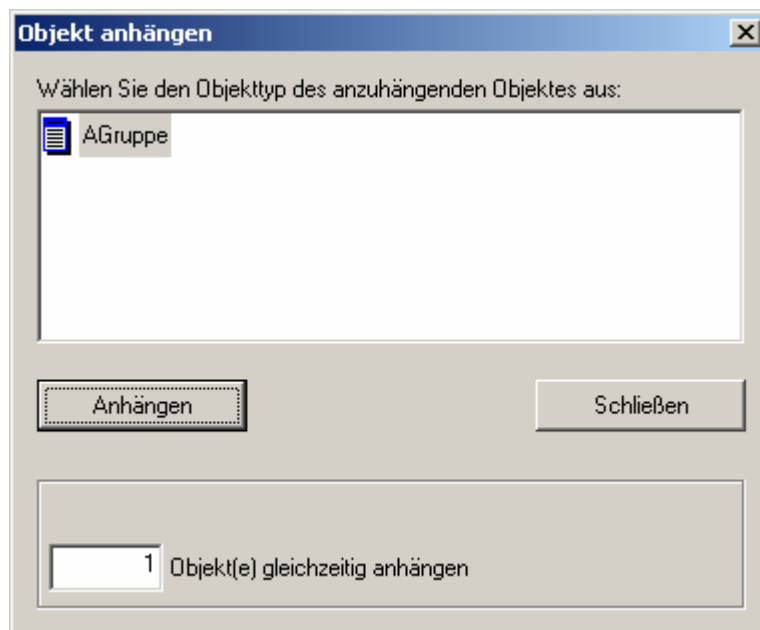 Objekt anhängen
Wählen Sie den Objekttyp des anzuhängenden Objektes aus:
AGruppe
Anhängen Schließen
1 Objekt(e) gleichzeitig anhängen